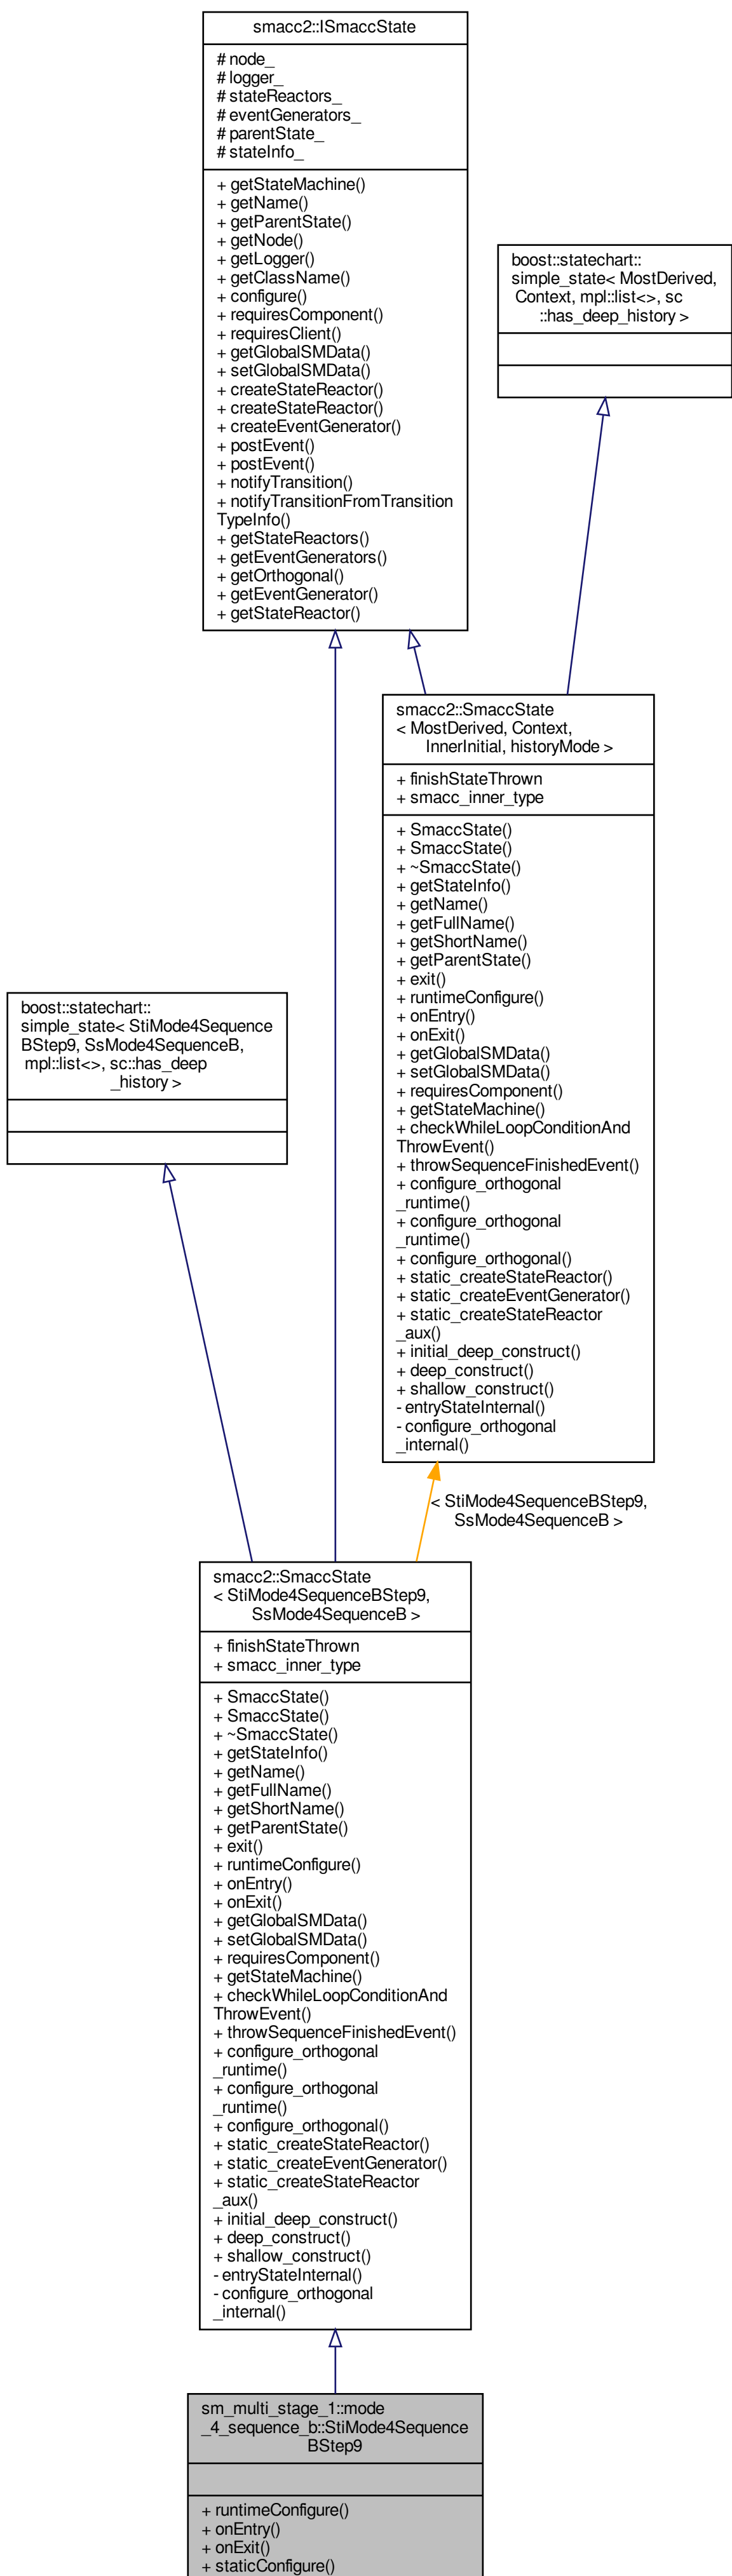 smacc2::ISmaccState
# node_
# logger_
# stateReactors_
# eventGenerators_
# parentState_
# stateInfo_
+ getStateMachine()
+ getName()
+ getParentState()
+ getNode()
+ getLogger()
+ getClassName()
+ configure()
+ requiresComponent()
+ requiresClient()
+ getGlobalSMData()
+ setGlobalSMData()
+ createStateReactor()
+ createStateReactor()
+ createEventGenerator()
+ postEvent()
+ postEvent()
+ notifyTransition()
+ notifyTransitionFromTransition
TypeInfo()
+ getStateReactors()
+ getEventGenerators()
+ getOrthogonal()
+ getEventGenerator()
+ getStateReactor()
boost::statechart::
simple_state< MostDerived,
Context, mpl::list<>, sc
::has_deep_history >
smacc2::SmaccState
< MostDerived, Context,
InnerInitial, historyMode >
+ finishStateThrown
+ smacc_inner_type
+ SmaccState()
+ SmaccState()
+ ~SmaccState()
+ getStateInfo()
+ getName()
+ getFullName()
+ getShortName()
+ getParentState()
+ exit()
+ runtimeConfigure()
+ onEntry()
+ onExit()
+ getGlobalSMData()
+ setGlobalSMData()
+ requiresComponent()
+ getStateMachine()
+ checkWhileLoopConditionAnd
ThrowEvent()
+ throwSequenceFinishedEvent()
+ configure_orthogonal
_runtime()
+ configure_orthogonal
_runtime()
+ configure_orthogonal()
+ static_createStateReactor()
+ static_createEventGenerator()
+ static_createStateReactor
_aux()
+ initial_deep_construct()
+ deep_construct()
+ shallow_construct()
- entryStateInternal()
- configure_orthogonal
_internal()
boost::statechart::
simple_state< StiMode4Sequence
BStep9, SsMode4SequenceB,
mpl::list<>, sc::has_deep
_history >
< StiMode4SequenceBStep9,
SsMode4SequenceB >
smacc2::SmaccState
< StiMode4SequenceBStep9,
SsMode4SequenceB >
+ finishStateThrown
+ smacc_inner_type
+ SmaccState()
+ SmaccState()
+ ~SmaccState()
+ getStateInfo()
+ getName()
+ getFullName()
+ getShortName()
+ getParentState()
+ exit()
+ runtimeConfigure()
+ onEntry()
+ onExit()
+ getGlobalSMData()
+ setGlobalSMData()
+ requiresComponent()
+ getStateMachine()
+ checkWhileLoopConditionAnd
ThrowEvent()
+ throwSequenceFinishedEvent()
+ configure_orthogonal
_runtime()
+ configure_orthogonal
_runtime()
+ configure_orthogonal()
+ static_createStateReactor()
+ static_createEventGenerator()
+ static_createStateReactor
_aux()
+ initial_deep_construct()
+ deep_construct()
+ shallow_construct()
- entryStateInternal()
- configure_orthogonal
_internal()
sm_multi_stage_1::mode
_4_sequence_b::StiMode4Sequence
BStep9
+ runtimeConfigure()
+ onEntry()
+ onExit()
+ staticConfigure()